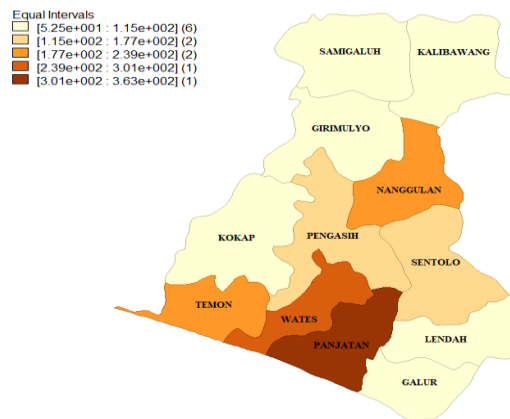 Equal Intervals
[5.25e+001 : 1.15e+002] (6)
[1.15e+002 : 1.77e+002] (2)
[1.77e+002 : 2.39e+002] (2)
[2.39e+002 : 3.01e+002] (1)
[3.01e+002 : 3.63e+002] (1)
SAMIGALUH
KALIBAWANG
GIRIMULYO
NANGGULAN
KOKAP
PENGASIH
SENTOLO
TEMON
WATES
PANJATAN
LENDAH
GALUR